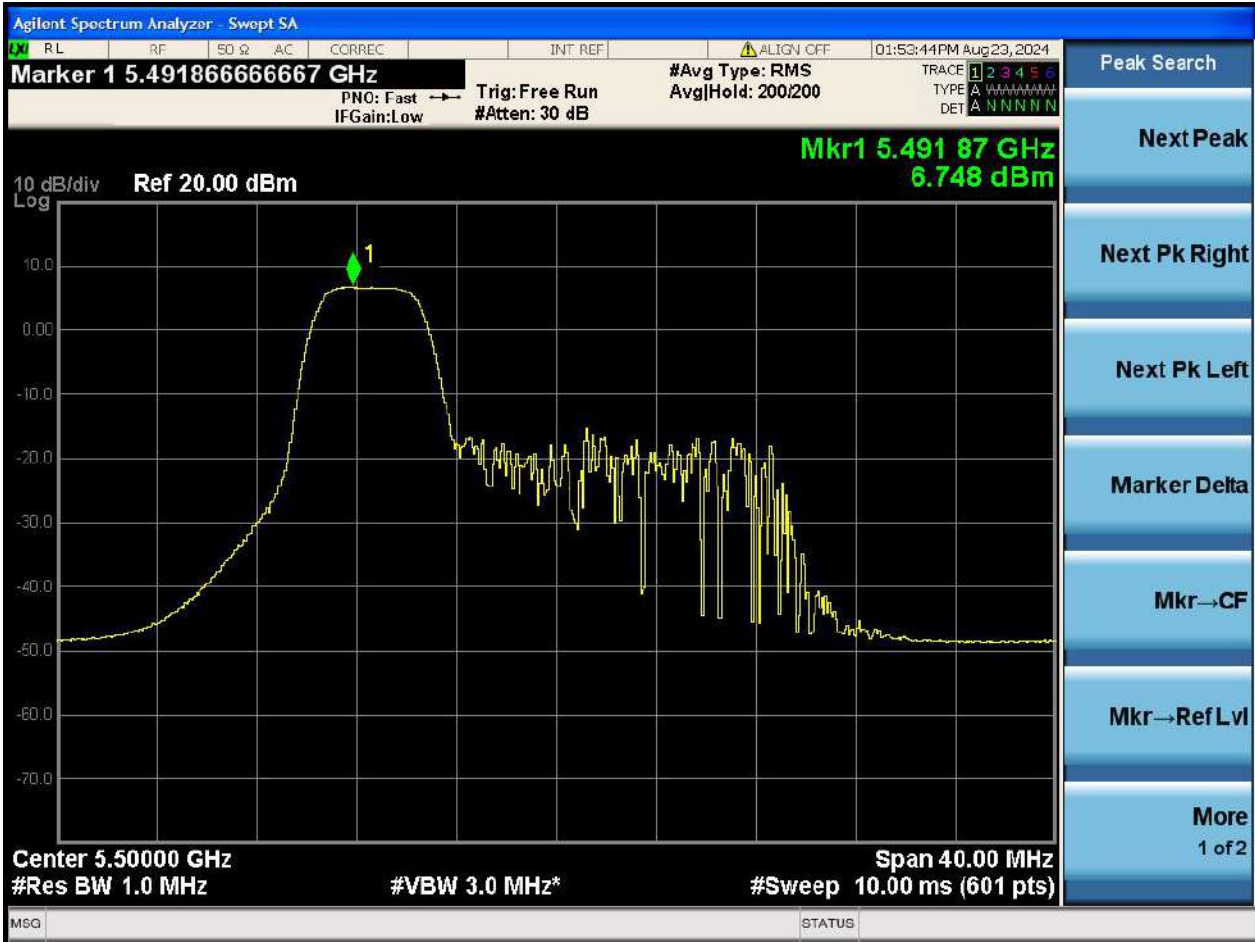 Agilent Spectrum Analyzer - Swept SA
LXI RL RF 50 Ω AC CORREC INT REF ALIGN OFF 01:53:44PM Aug 23, 2024
Marker 1 5.491866666667 GHz
PNO: Fast
IFGain:Low
Trig: Free Run
#Atten: 30 dB
#Avg Type: RMS
Avg|Hold: 200/200
TRACE 1 2 3 4 5 6
TYPE A WWWWWW
DET A N N N N N
Mkr1 5.491 87 GHz
6.748 dBm
10 dB/div Ref 20.00 dBm
Log
1
10.0
0.00
-10.0
-20.0
-30.0
-40.0
-50.0
-60.0
-70.0
Center 5.50000 GHz Span 40.00 MHz
#Res BW 1.0 MHz #VBW 3.0 MHz* #Sweep 10.00 ms (601 pts)
MSG STATUS
Peak Search
Next Peak
Next Pk Right
Next Pk Left
Marker Delta
Mkr→CF
Mkr→Ref Lvl
More
1 of 2